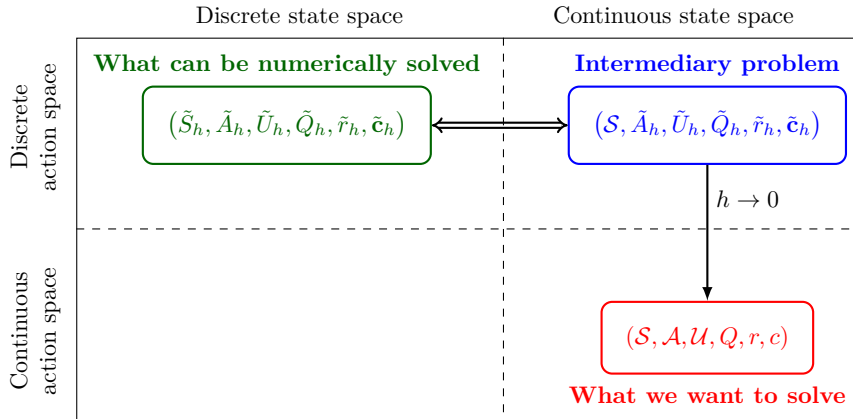 Discrete state space
Continuous state space
Discrete
action space
What can be numerically solved
Intermediary problem
(S̃_h, Ã_h, Ũ_h, Q̃_h, r̃_h, c̃_h)
(𝒮, Ã_h, Ũ_h, Q̃_h, r̃_h, c̃_h)
h → 0
Continuous
action space
(𝒮, 𝒜, 𝒰, Q, r, c)
What we want to solve